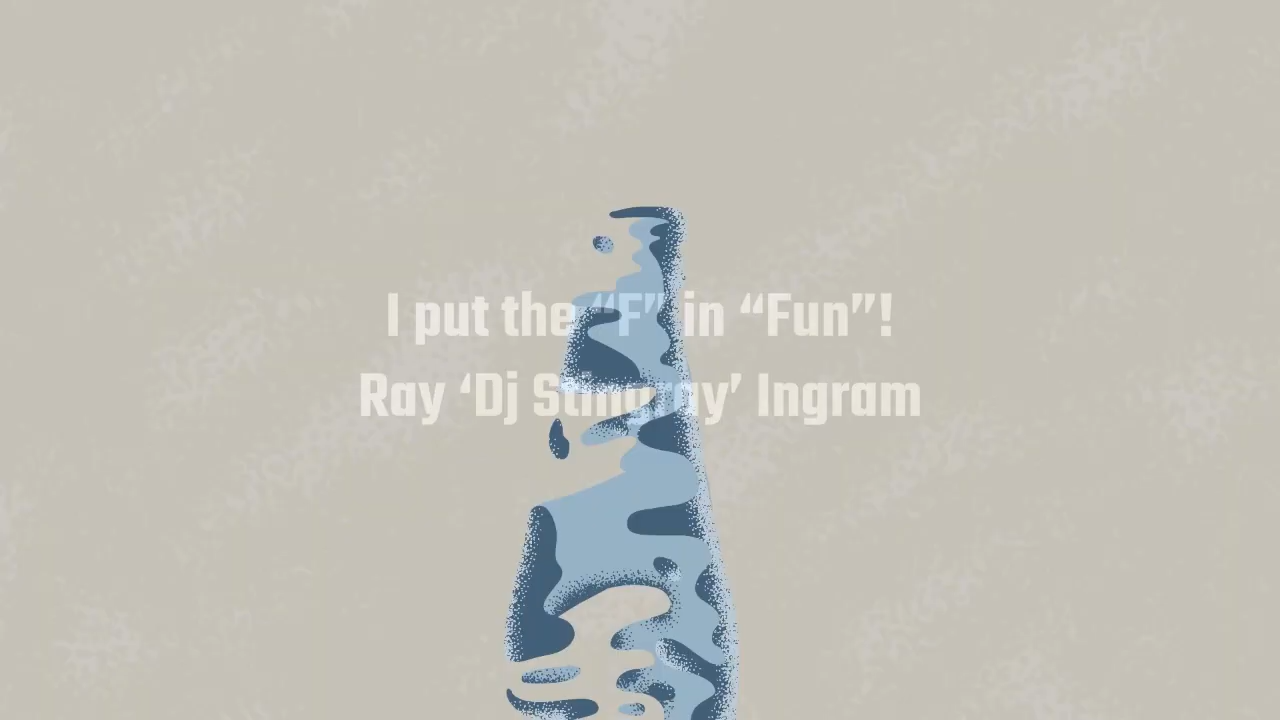 I put the “F” in “Fun”!
Ray ‘Dj Stingray’ Ingram